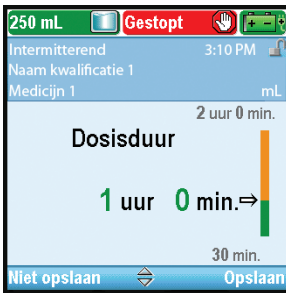 250 mL Gestopt
Intermitterend 3:10 PM
Naam kwalificatie 1
Medicijn 1 mL
2 uur 0 min.
Dosisduur
1 uur 0 min.
30 min.
Niet opslaan Opslaan